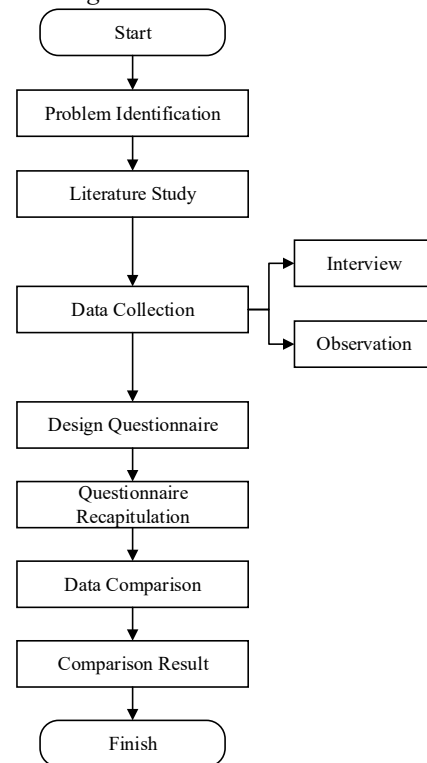 Start
Problem Identification
Literature Study
Interview
Data Collection
Observation
Design Questionnaire
Questionnaire
Recapitulation
Data Comparison
Comparison Result
Finish